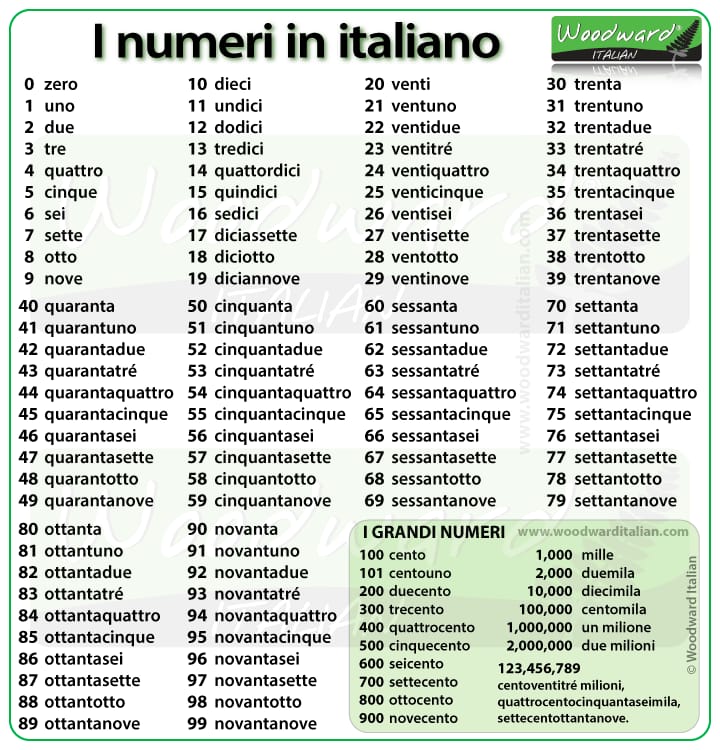 I numeri in italiano
Woodward®
ITALIAN
0 zero
1 uno
2 due
3 tre
4 quattro
5 cinque
6 sei
7 sette
8 otto
9 nove
10 dieci
11 undici
12 dodici
13 tredici
14 quattordici
15 quindici
16 sedici
17 diciassette
18 diciotto
19 diciannove
20 venti
21 ventuno
22 ventidue
23 ventitré
24 ventiquattro
25 venticinque
26 ventisei
27 ventisette
28 ventotto
29 ventinove
30 trenta
31 trentuno
32 trentadue
33 trentatré
34 trentaquattro
35 trentacinque
36 trentasei
37 trentasette
38 trentotto
39 trentanove
40 quaranta
41 quarantuno
42 quarantadue
43 quarantatré
44 quarantaquattro
45 quarantacinque
46 quarantasei
47 quarantasette
48 quarantotto
49 quarantanove
50 cinquanta
51 cinquantuno
52 cinquantadue
53 cinquantatré
54 cinquantaquattro
55 cinquantacinque
56 cinquantasei
57 cinquantasette
58 cinquantotto
59 cinquantanove
60 sessanta
61 sessantuno
62 sessantadue
63 sessantatré
64 sessantaquattro
65 sessantacinque
66 sessantasei
67 sessantasette
68 sessantotto
69 sessantanove
70 settanta
71 settantuno
72 settantadue
73 settantatré
74 settantaquattro
75 settantacinque
76 settantasei
77 settantasette
78 settantotto
79 settantanove
80 ottanta
81 ottantuno
82 ottantadue
83 ottantatré
84 ottantaquattro
85 ottantacinque
86 ottantasei
87 ottantasette
88 ottantotto
89 ottantanove
90 novanta
91 novantuno
92 novantadue
93 novantatré
94 novantaquattro
95 novantacinque
96 novantasei
97 novantasette
98 novantotto
99 novantanove
I GRANDI NUMERI www.woodwarditalian.com
100 cento
101 centouno
200 duecento
300 trecento
400 quattrocento
500 cinquecento
600 seicento
700 settecento
800 ottocento
900 novecento
1,000 mille
2,000 duemila
10,000 diecimila
100,000 centomila
1,000,000 un milione
2,000,000 due milioni
123,456,789
centoventitré milioni,
quattrocentocinquantaseimila,
settecentottantanove.
© Woodward Italian
www.woodwarditalian.com
www.woodwarditalian.com
Woodward
ITALIAN
Woodward
ITALIAN